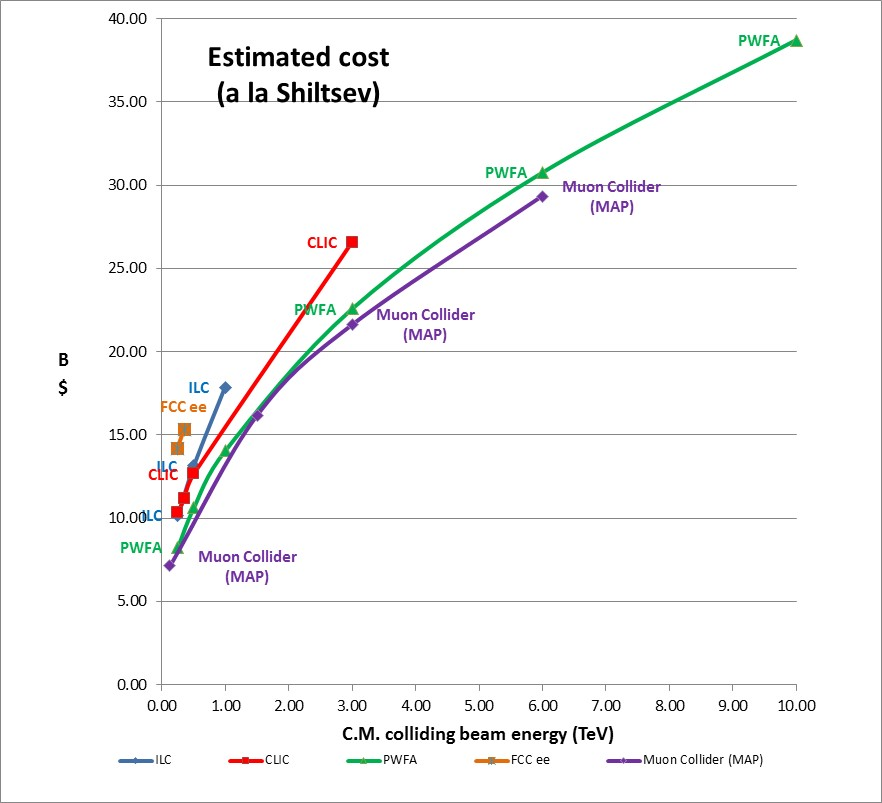 Estimated cost
(a la Shiltsev)
40.00
35.00
30.00
25.00
20.00
15.00
10.00
5.00
0.00
B
$
PWFA
PWFA
Muon Collider
(MAP)
CLIC
PWFA
Muon Collider
(MAP)
ILC
FCC ee
ILC
CLIC
ILC
PWFA
Muon Collider
(MAP)
0.00 1.00 2.00 3.00 4.00 5.00 6.00 7.00 8.00 9.00 10.00
C.M. colliding beam energy (TeV)
ILC CLIC PWFA FCC ee Muon Collider (MAP)